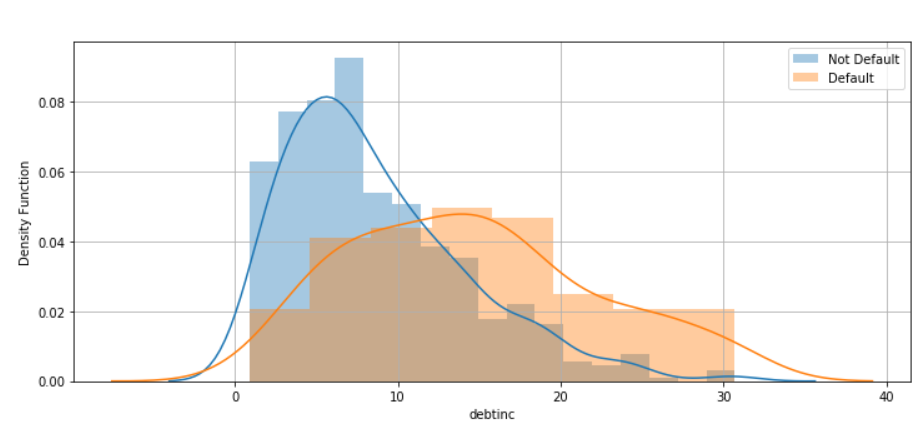 Not Default
Default
Density Function
0.08
0.06
0.04
0.02
0.00
0 10 20 30 40
debtinc